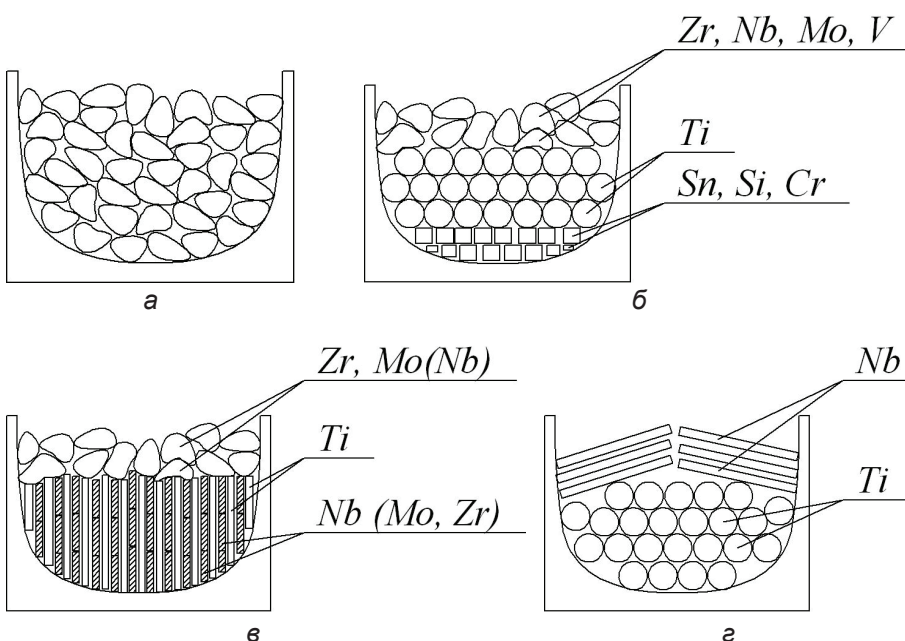 Zr, Nb, Mo, V
Ti
Sn, Si, Cr
а
б
Zr, Mo(Nb)
Ti
Nb (Mo, Zr)
Nb
Ti
в
г